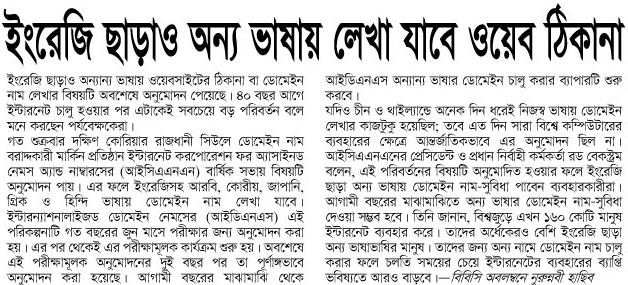 ইংরেজি ছাড়াও অন্য ভাষায় লেখা যাবে ওয়েব ঠিকানা
ইংরেজি ছাড়াও অন্যান্য ভাষায় ওয়েবসাইটের ঠিকানা বা ডোমেইন
নাম লেখার বিষয়টি অবশেষে অনুমোদন পেয়েছে। ৪০ বছর আগে
ইন্টারনেট চালু হওয়ার পর এটাকেই সবচেয়ে বড় পরিবর্তন বলে
মনে করছেন পর্যবেক্ষকেরা।
গত শুক্রবার দক্ষিণ কোরিয়ার রাজধানী সিউলে ডোমেইন নাম
বরাদ্দকারী মার্কিন প্রতিষ্ঠান ইন্টারনেট করপোরেশন ফর অ্যাসাইনড
নেমস অ্যান্ড নাম্বারসের (আইসিএএনএন) বার্ষিক সভায় বিষয়টি
অনুমোদন পায়। এর ফলে ইংরেজিসহ আরবি, কোরীয়, জাপানি,
গ্রিক ও হিন্দি ভাষায় ডোমেইন নাম লেখা যাবে।
ইন্টারন্যাশনালাইজড ডোমেইন নেমসের (আইডিএনএস) এই
পরিকল্পনাটি গত বছরের জুন মাসে পরীক্ষার জন্য অনুমোদন করা
হয়। এর পর থেকেই এর পরীক্ষামূলক কার্যক্রম শুরু হয়। অবশেষে
এই পরীক্ষামূলক অনুমোদনের দুই বছর পর তা পূর্ণাঙ্গভাবে
অনুমোদন করা হয়েছে। আগামী বছরের মাঝামাঝি থেকে
আইডিএনএস অন্যান্য ভাষার ডোমেইন চালু করার ব্যাপারটি শুরু
করবে।
যদিও চীন ও থাইল্যান্ডে অনেক দিন ধরেই নিজস্ব ভাষায় ডোমেইন
লেখার কাজটুকু হয়েছিল; তবে এত দিন সারা বিশ্বে কম্পিউটারের
ব্যবহারের ক্ষেত্রে আন্তর্জাতিকভাবে এর অনুমোদন ছিল না।
আইসিএএনএনের প্রেসিডেন্ট ও প্রধান নির্বাহী কর্মকর্তা রড বেকস্ট্রম
বলেন, এই পরিবর্তনের বিষয়টি অনুমোদিত হওয়ার ফলে ইংরেজি
ছাড়া অন্য ভাষায় ডোমেইন নাম-সুবিধা পাবেন ব্যবহারকারীরা।
আগামী বছরের মাঝামাঝিতে অন্য ভাষার ডোমেইন নাম-সুবিধা
দেওয়া সম্ভব হবে। তিনি জানান, বিশ্বজুড়ে এখন ১৬০ কোটি মানুষ
ইন্টারনেট ব্যবহার করে। তাদের অর্ধেকেরও বেশি ইংরেজি ছাড়া
অন্য ভাষাভাষির মানুষ। তাদের জন্য অন্য নামে ডোমেইন নাম চালু
করার ফলে চলতি সময়ের চেয়ে ইন্টারনেটের ব্যবহারের ব্যাপ্তি
ভবিষ্যতে আরও বাড়বে।—বিবিসি অবলম্বনে নুরুন্নবী হাছিব